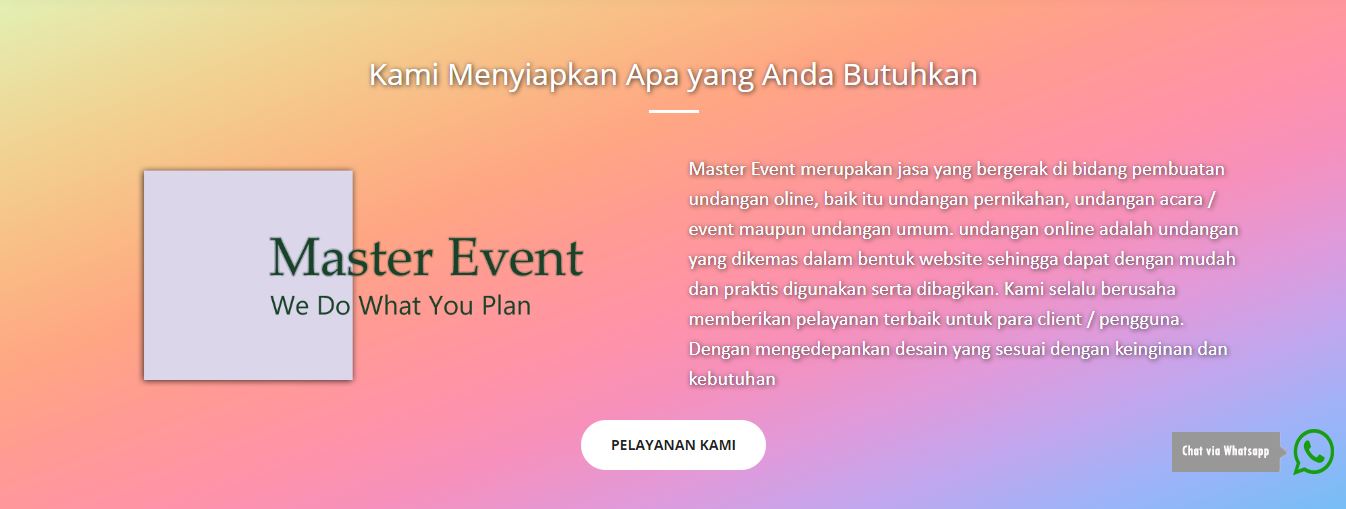 Kami Menyiapkan Apa yang Anda Butuhkan
Master Event
We Do What You Plan
Master Event merupakan jasa yang bergerak di bidang pembuatan
undangan oline, baik itu undangan pernikahan, undangan acara /
event maupun undangan umum. undangan online adalah undangan
yang dikemas dalam bentuk website sehingga dapat dengan mudah
dan praktis digunakan serta dibagikan. Kami selalu berusaha
memberikan pelayanan terbaik untuk para client / pengguna.
Dengan mengedepankan desain yang sesuai dengan keinginan dan
kebutuhan
PELAYANAN KAMI
Chat via Whatsapp